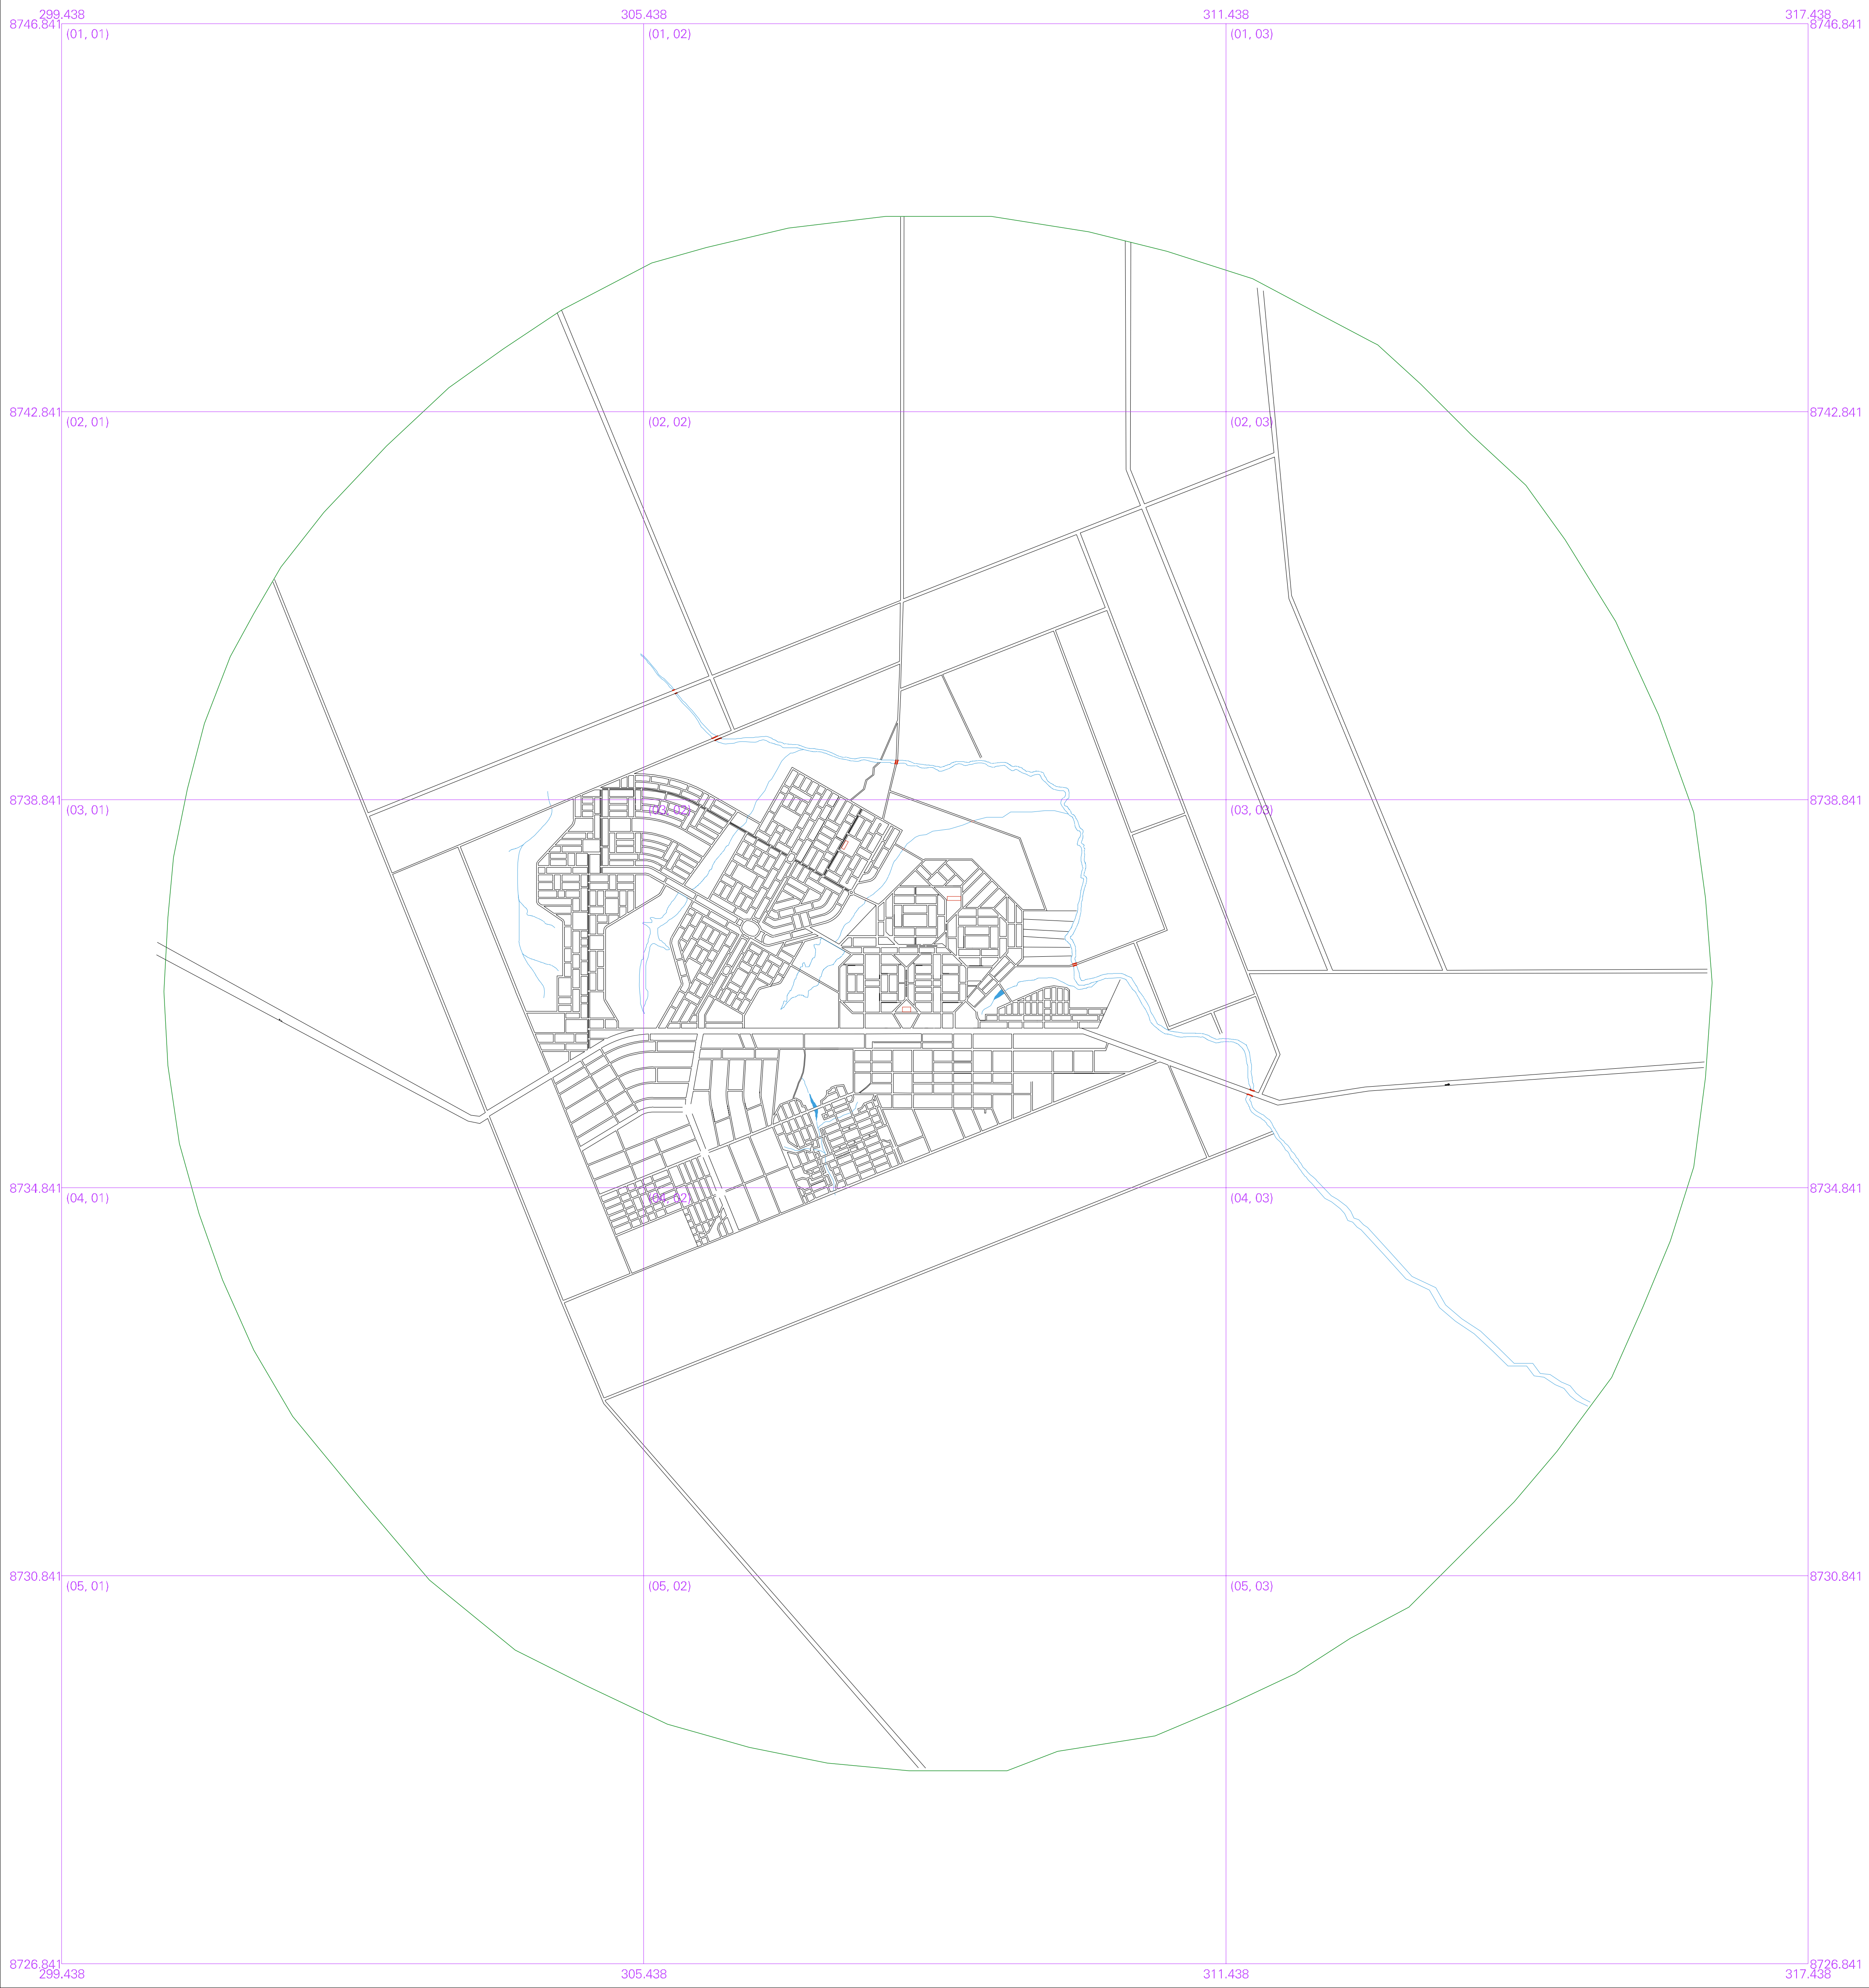 299.438 305.438 311.438 317.438
8746.841 8746.841
(01, 01) (01, 02) (01, 03)
8742.841 8742.841
(02, 01) (02, 02) (02, 03)
8738.841 8738.841
(03, 01) (03, 02) (03, 03)
8734.841 8734.841
(04, 01) (04, 02) (04, 03)
8730.841 8730.841
(05, 01) (05, 02) (05, 03)
8726.841 8726.841
299.438 305.438 311.438 317.438